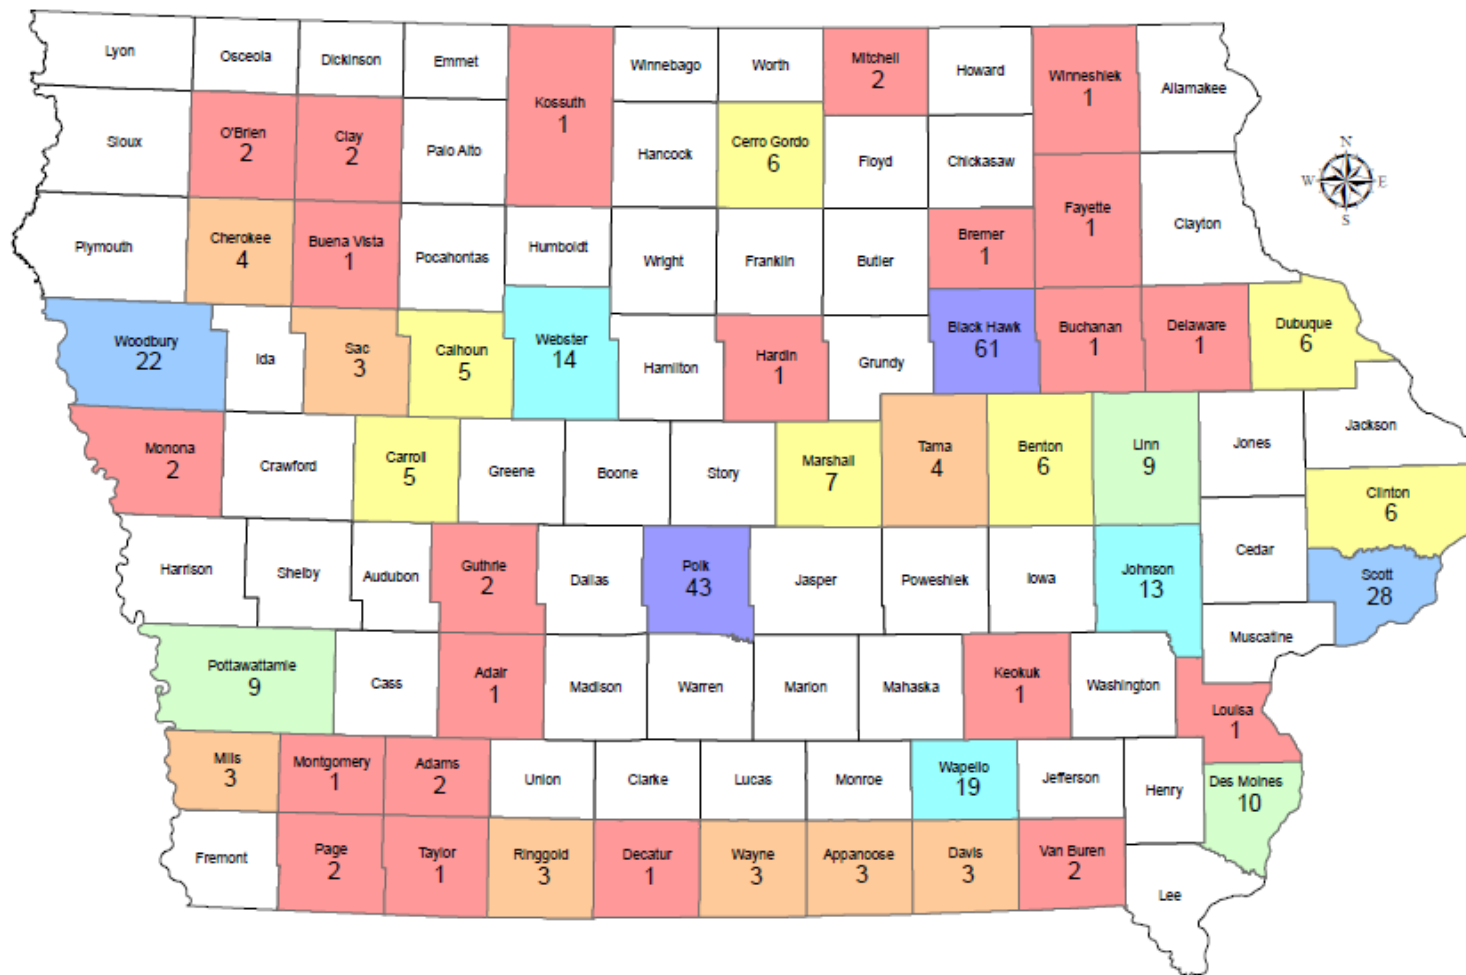 Lyon
Osceola
Dickinson
Emmet
Kossuth
1
Winnebago
Worth
Mitchell
2
Howard
Winneshiek
1
Allamakee
Sioux
O'Brien
2
Clay
2
Palo Alto
Hancock
Cerro Gordo
6
Floyd
Chickasaw
N
W
E
S
Plymouth
Cherokee
4
Buena Vista
1
Pocahontas
Humboldt
Wright
Franklin
Butler
Bremer
1
Fayette
1
Clayton
Woodbury
22
Ida
Sac
3
Calhoun
5
Webster
14
Hamilton
Hardin
1
Grundy
Black Hawk
61
Buchanan
1
Delaware
1
Dubuque
6
Monona
2
Crawford
Carroll
5
Greene
Boone
Story
Marshall
7
Tama
4
Benton
6
Linn
9
Jones
Jackson
Clinton
6
Harrison
Shelby
Audubon
Guthrie
2
Dallas
Polk
43
Jasper
Poweshiek
Iowa
Johnson
13
Cedar
Scott
28
Muscatine
Pottawattamie
9
Cass
Adair
1
Madison
Warren
Marion
Mahaska
Keokuk
1
Washington
Louisa
1
Mills
3
Montgomery
1
Adams
2
Union
Clarke
Lucas
Monroe
Wapello
19
Jefferson
Henry
Des Moines
10
Fremont
Page
2
Taylor
1
Ringgold
3
Decatur
1
Wayne
3
Appanoose
3
Davis
3
Van Buren
2
Lee